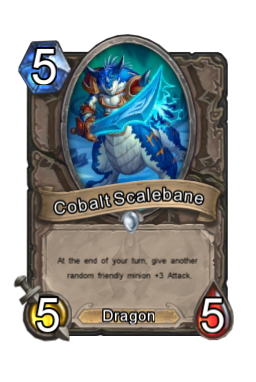 5
Cobalt Scalebane
At the end of your turn, give another
random friendly minion +3 Attack.
5
Dragon
5